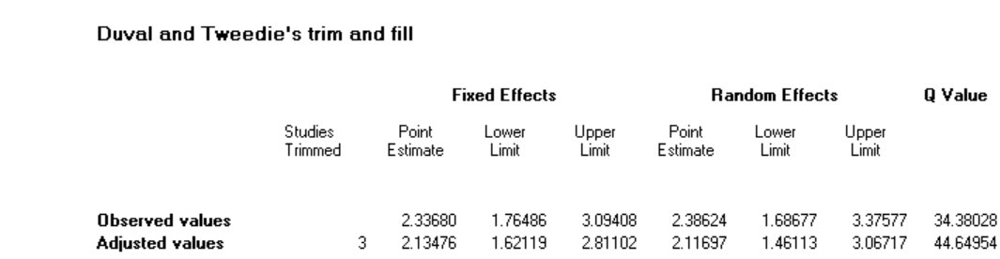 Duval and Tweedie's trim and fill
Fixed Effects Random Effects Q Value
Studies Point Lower Upper Point Lower Upper
Trimmed Estimate Limit Limit Estimate Limit Limit
Observed values 2.33680 1.76486 3.09408 2.38624 1.68677 3.37577 34.38028
Adjusted values 3 2.13476 1.62119 2.81102 2.11697 1.46113 3.06717 44.64954